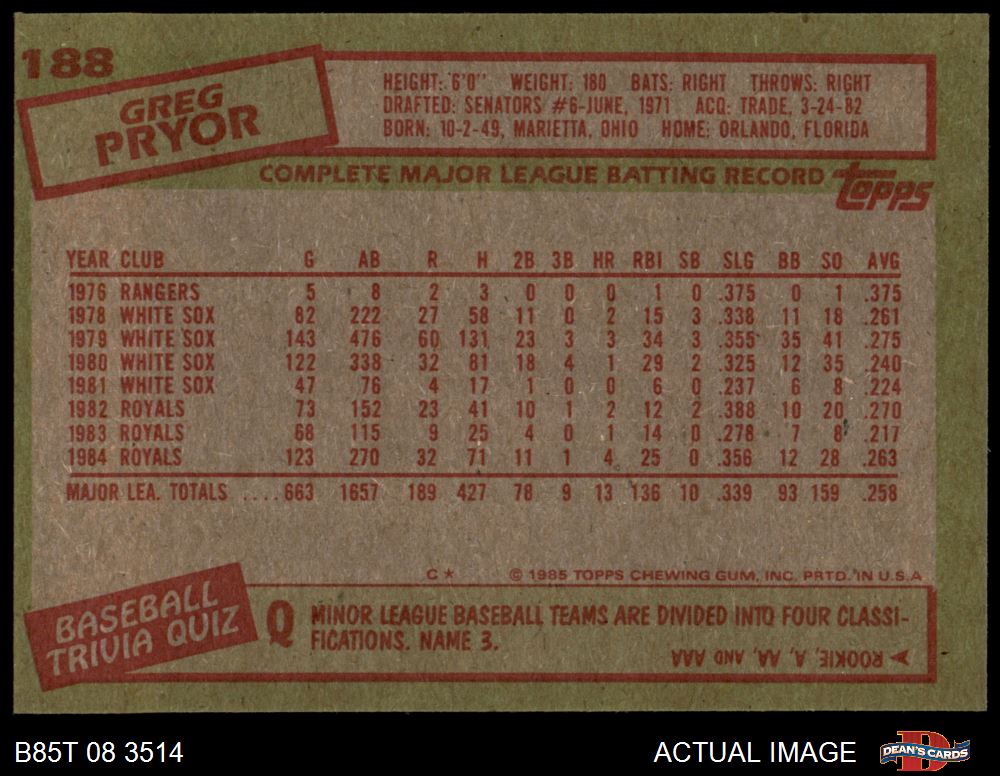 188
GREG
PRYOR
HEIGHT: 6'0" WEIGHT: 180 BATS: RIGHT THROWS: RIGHT
DRAFTED: SENATORS #6-JUNE, 1971 ACQ: TRADE, 3-24-82
BORN: 10-2-49, MARIETTA, OHIO HOME: ORLANDO, FLORIDA
COMPLETE MAJOR LEAGUE BATTING RECORD topps
YEAR CLUB G AB R H 2B 3B HR RBI SB SLG BB SO AVG
1976 RANGERS 5 8 2 3 0 0 0 1 0 .375 0 1 .375
1978 WHITE SOX 82 222 27 58 11 0 2 15 3 .338 11 18 .261
1979 WHITE SOX 143 476 60 131 23 3 3 34 3 .355 35 41 .275
1980 WHITE SOX 122 338 32 81 18 4 1 29 2 .325 12 35 .240
1981 WHITE SOX 47 76 4 17 1 0 0 6 0 .237 6 8 .224
1982 ROYALS 73 152 23 41 10 1 2 12 2 .388 10 20 .270
1983 ROYALS 68 115 9 25 4 0 1 14 0 .278 7 8 .217
1984 ROYALS 123 270 32 71 11 1 4 25 0 .356 12 28 .263
MAJOR LEA. TOTALS ....663 1657 189 427 78 9 13 136 10 .339 93 159 .258
C* © 1985 TOPPS CHEWING GUM, INC. PRTD. IN U.S.A
BASEBALL
TRIVIA QUIZ
Q MINOR LEAGUE BASEBALL TEAMS ARE DIVIDED INTO FOUR CLASSI-
FICATIONS. NAME 3.
ROOKIE, A, AA, AND AAA
B85T 08 3514
ACTUAL IMAGE
D
DEAN'S CARDS